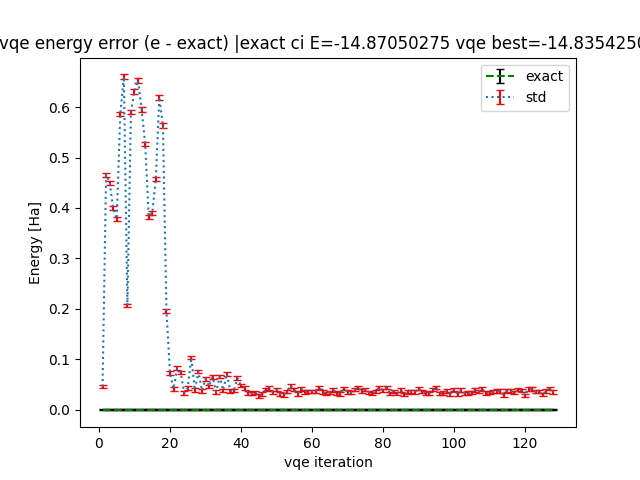 vqe energy error (e - exact) |exact ci E=-14.87050275 vqe best=-14.8354250
exact
std
Energy [Ha]
0.6
0.5
0.4
0.3
0.2
0.1
0.0
0 20 40 60 80 100 120
vqe iteration